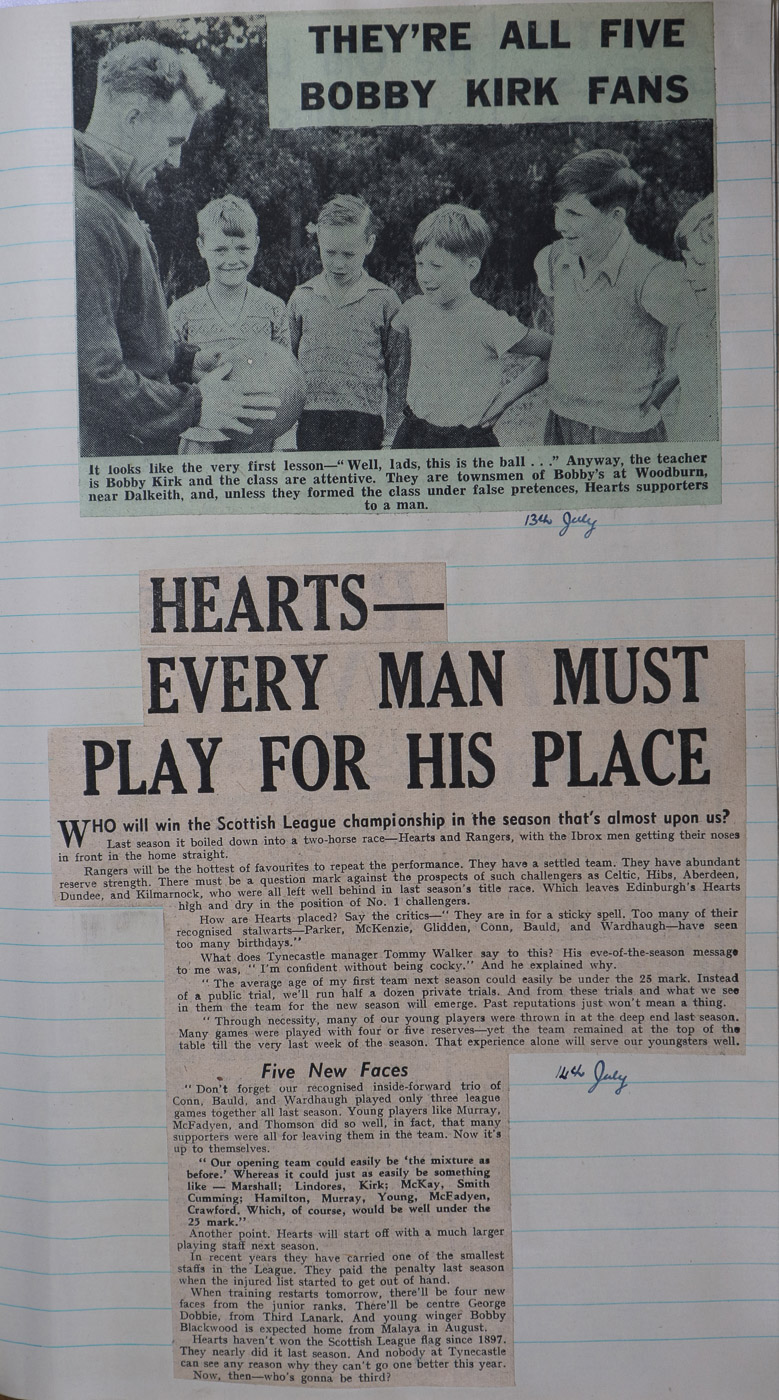 THEY'RE ALL FIVE
BOBBY KIRK FANS
It looks like the very first lesson—"Well, lads, this is the ball . . ." Anyway, the teacher
is Bobby Kirk and the class are attentive. They are townsmen of Bobby's at Woodburn,
near Dalkeith, and, unless they formed the class under false pretences, Hearts supporters
to a man.
13th July
HEARTS—
EVERY MAN MUST
PLAY FOR HIS PLACE
WHO will win the Scottish League championship in the season that's almost upon us?
Last season it boiled down into a two-horse race—Hearts and Rangers, with the Ibrox men getting their noses
in front in the home straight.
Rangers will be the hottest of favourites to repeat the performance. They have a settled team. They have abundant
reserve strength. There must be a question mark against the prospects of such challengers as Celtic, Hibs, Aberdeen,
Dundee, and Kilmarnock, who were all left well behind in last season's title race. Which leaves Edinburgh's Hearts
high and dry in the position of No. 1 challengers.
How are Hearts placed? Say the critics—" They are in for a sticky spell. Too many of their
recognised stalwarts—Parker, McKenzie, Glidden, Conn, Bauld, and Wardhaugh—have seen
too many birthdays."
What does Tynecastle manager Tommy Walker say to this? His eve-of-the-season message
to me was, " I'm confident without being cocky." And he explained why.
" The average age of my first team next season could easily be under the 25 mark. Instead
of a public trial, we'll run half a dozen private trials. And from these trials and what we see
in them the team for the new season will emerge. Past reputations just won't mean a thing.
" Through necessity, many of our young players were thrown in at the deep end last season.
Many games were played with four or five reserves—yet the team remained at the top of the
table till the very last week of the season. That experience alone will serve our youngsters well.
14th July
Five New Faces
" Don't forget our recognised inside-forward trio of
Conn, Bauld, and Wardhaugh played only three league
games together all last season. Young players like Murray,
McFadyen, and Thomson did so well, in fact, that many
supporters were all for leaving them in the team. Now it's
up to themselves.
" Our opening team could easily be 'the mixture as
before.' Whereas it could just as easily be something
like — Marshall; Lindores, Kirk; McKay, Smith
Cumming; Hamilton, Murray, Young, McFadyen,
Crawford. Which, of course, would be well under the
25 mark."
Another point. Hearts will start off with a much larger
playing staff next season.
In recent years they have carried one of the smallest
staffs in the League. They paid the penalty last season
when the injured list started to get out of hand.
When training restarts tomorrow, there'll be four new
faces from the junior ranks. There'll be centre George
Dobbie, from Third Lanark. And young winger Bobby
Blackwood is expected home from Malaya in August.
Hearts haven't won the Scottish League flag since 1897.
They nearly did it last season. And nobody at Tynecastle
can see any reason why they can't go one better this year.
Now, then—who's gonna be third?